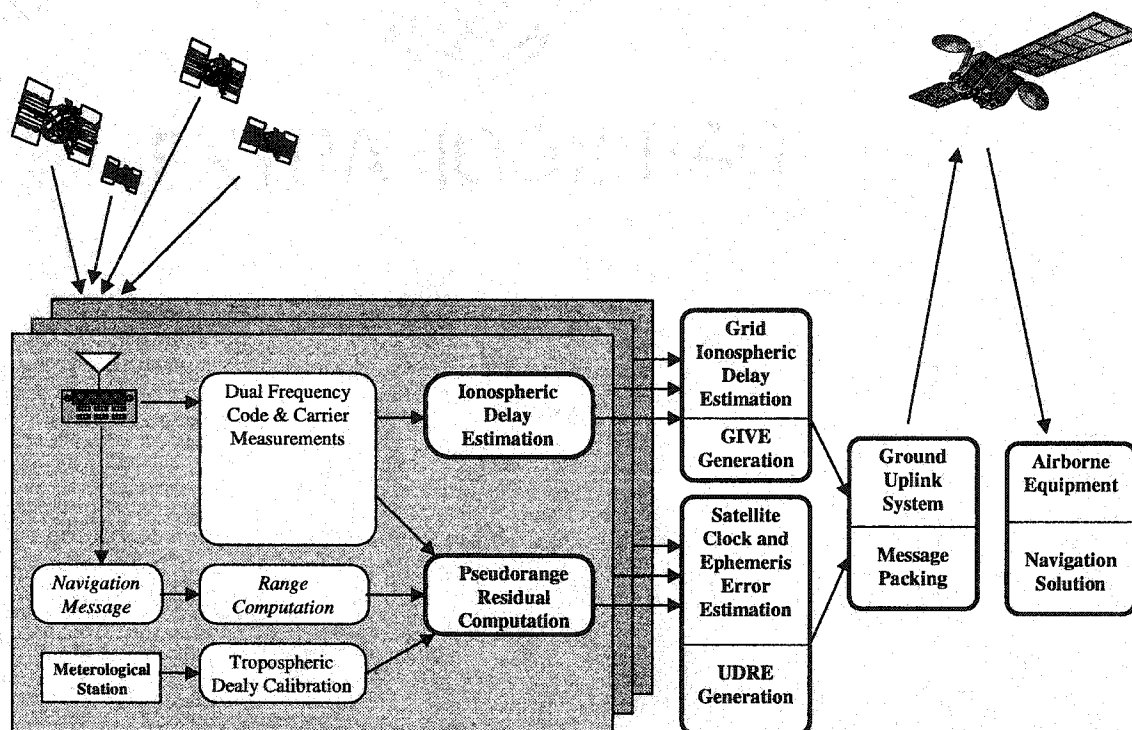 Dual Frequency
Code & Carrier
Measurements
Ionospheric
Delay
Estimation
Grid
Ionospheric
Delay
Estimation
GIVE
Generation
Navigation
Message
Range
Computation
Pseudorange
Residual
Computation
Meterological
Station
Tropospheric
Dealy Calibration
Satellite
Clock and
Ephemeris
Error
Estimation
UDRE
Generation
Ground
Uplink
System
Message
Packing
Airborne
Equipment
Navigation
Solution